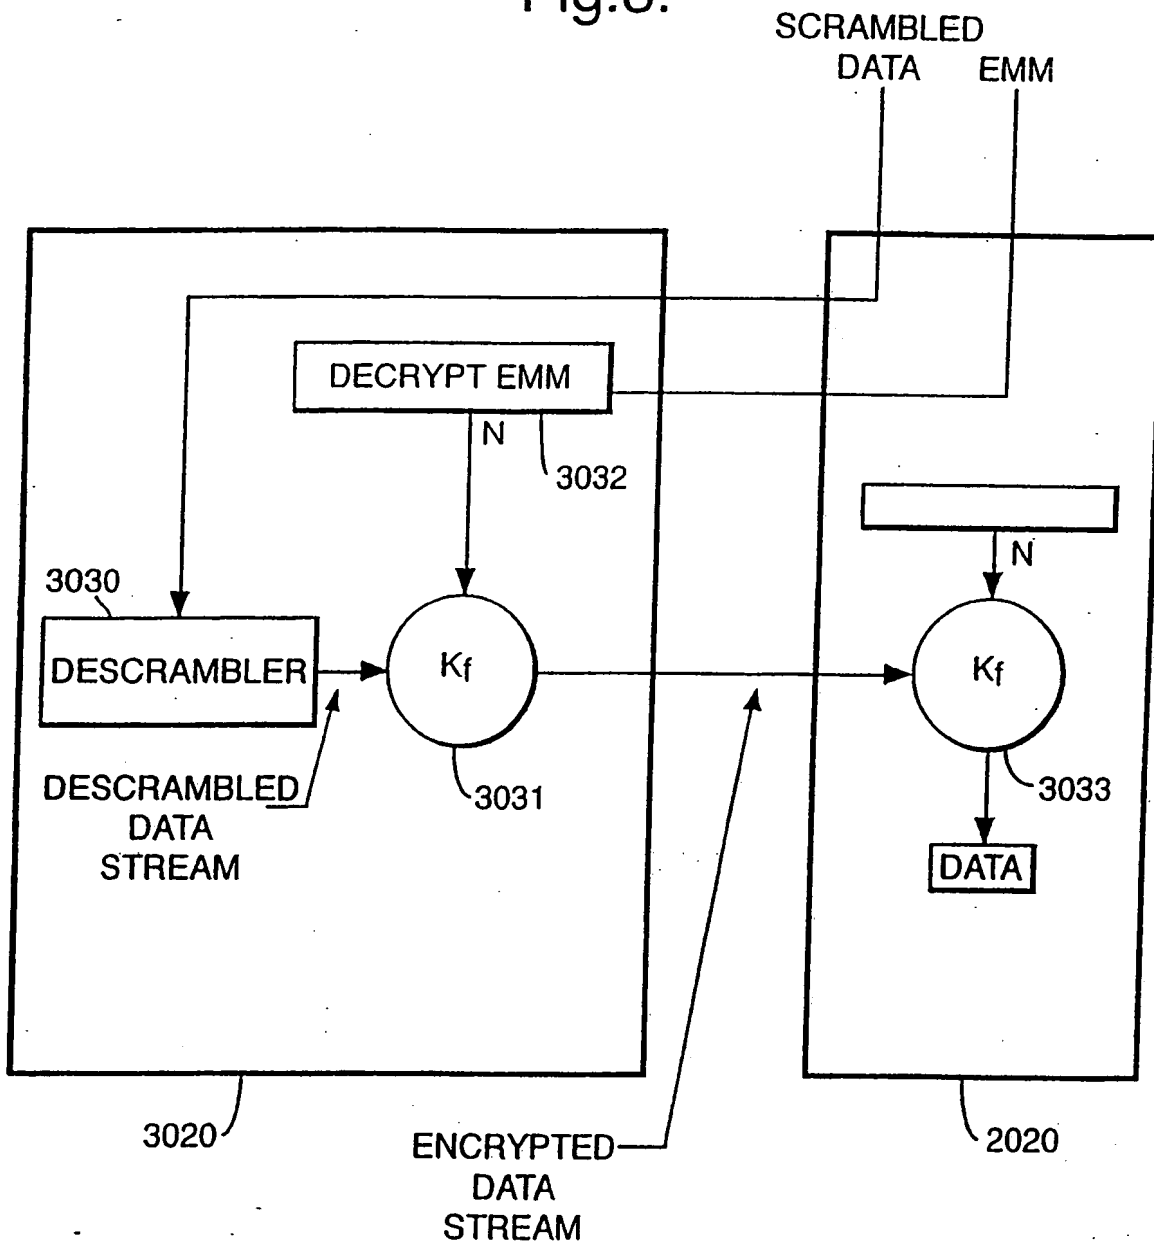 SCRAMBLED
DATA EMM
DECRYPT EMM
N
3032
N
3030
DESCRAMBLER
Kf
Kf
3031
3033
DESCRAMBLED
DATA
STREAM
DATA
3020
2020
ENCRYPTED
DATA
STREAM